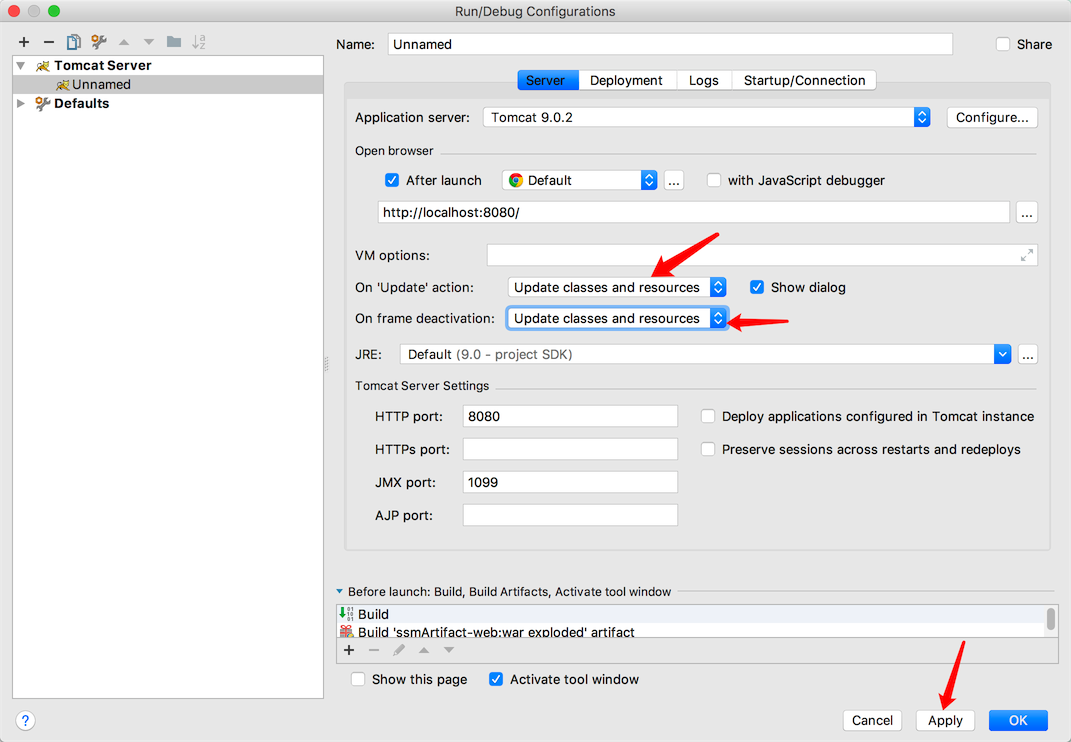 Run/Debug Configurations
Tomcat Server
Unnamed
Defaults
Name: Unnamed Share
Server Deployment Logs Startup/Connection
Application server: Tomcat 9.0.2 Configure...
Open browser
After launch Default ... with JavaScript debugger
http://localhost:8080/ ...
VM options:
On 'Update' action: Update classes and resources Show dialog
On frame deactivation: Update classes and resources
JRE: Default (9.0 - project SDK) ...
Tomcat Server Settings
HTTP port: 8080 Deploy applications configured in Tomcat instance
HTTPs port: Preserve sessions across restarts and redeploys
JMX port: 1099
AJP port:
Before launch: Build, Build Artifacts, Activate tool window
Build
Build 'ssmArtifact-web:war exploded' artifact
Show this page Activate tool window
? Cancel Apply OK